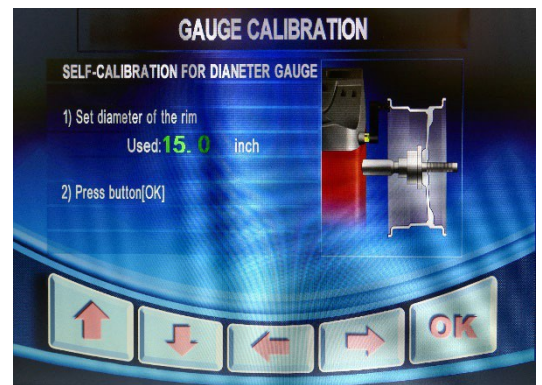 GAUGE CALIBRATION
SELF-CALIBRATION FOR DIANETER GAUGE
1) Set diameter of the rim
Used:15. 0 inch
2) Press button[OK]
OK